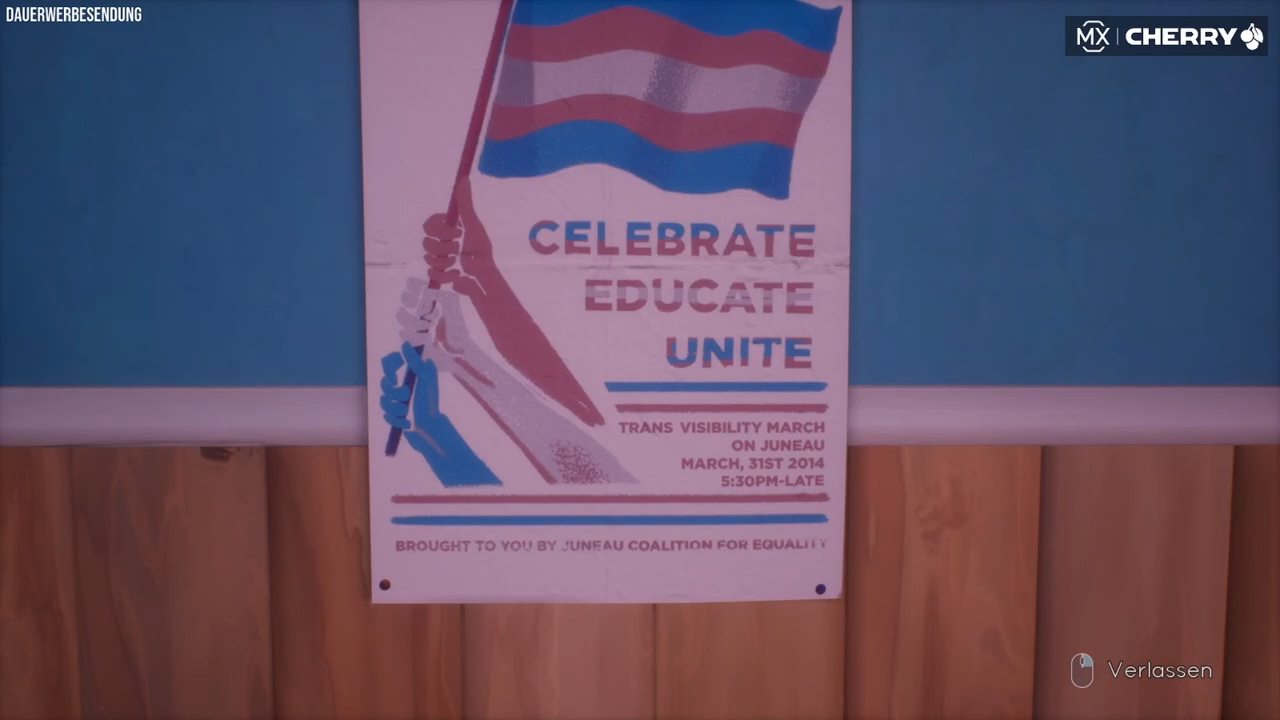 DAUERWERBESENDUNG
MX | CHERRY
CELEBRATE
EDUCATE
UNITE
TRANS VISIBILITY MARCH
ON JUNEAU
MARCH, 31ST 2014
5:30PM-LATE
BROUGHT TO YOU BY JUNEAU COALITION FOR EQUALITY
Verlassen